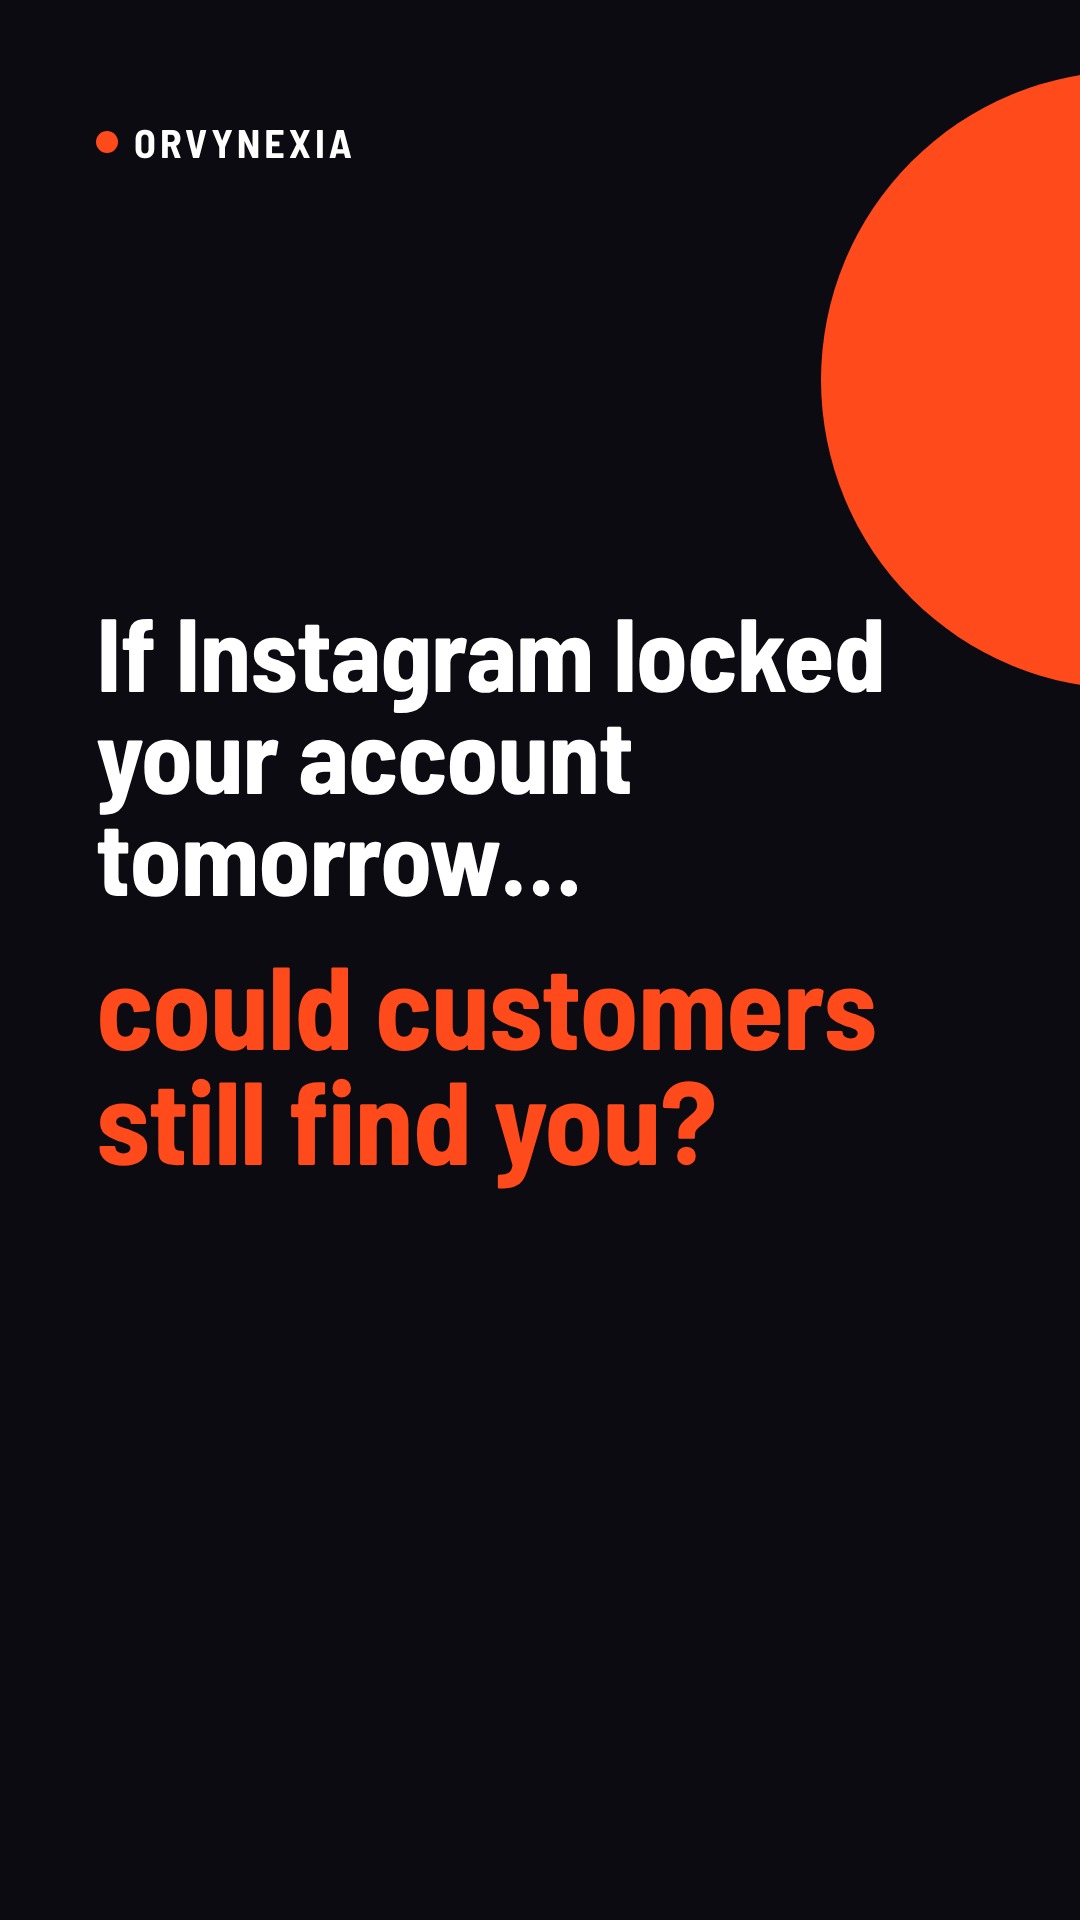 ORVYNEXIA
If Instagram locked
your account
tomorrow...
could customers
still find you?